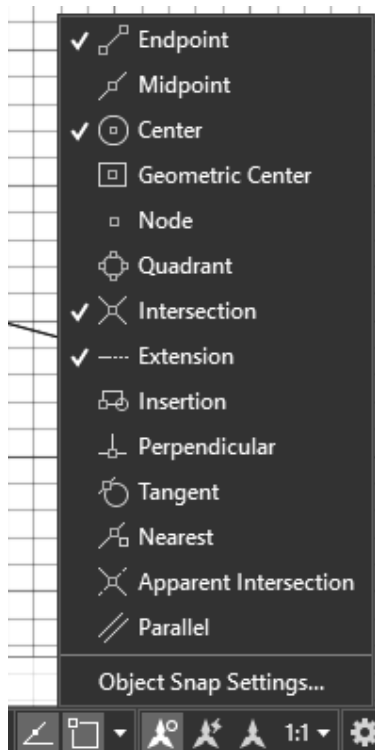 Endpoint
Midpoint
Center
Geometric Center
Node
Quadrant
Intersection
Extension
Insertion
Perpendicular
Tangent
Nearest
Apparent Intersection
Parallel
Object Snap Settings...
1:1